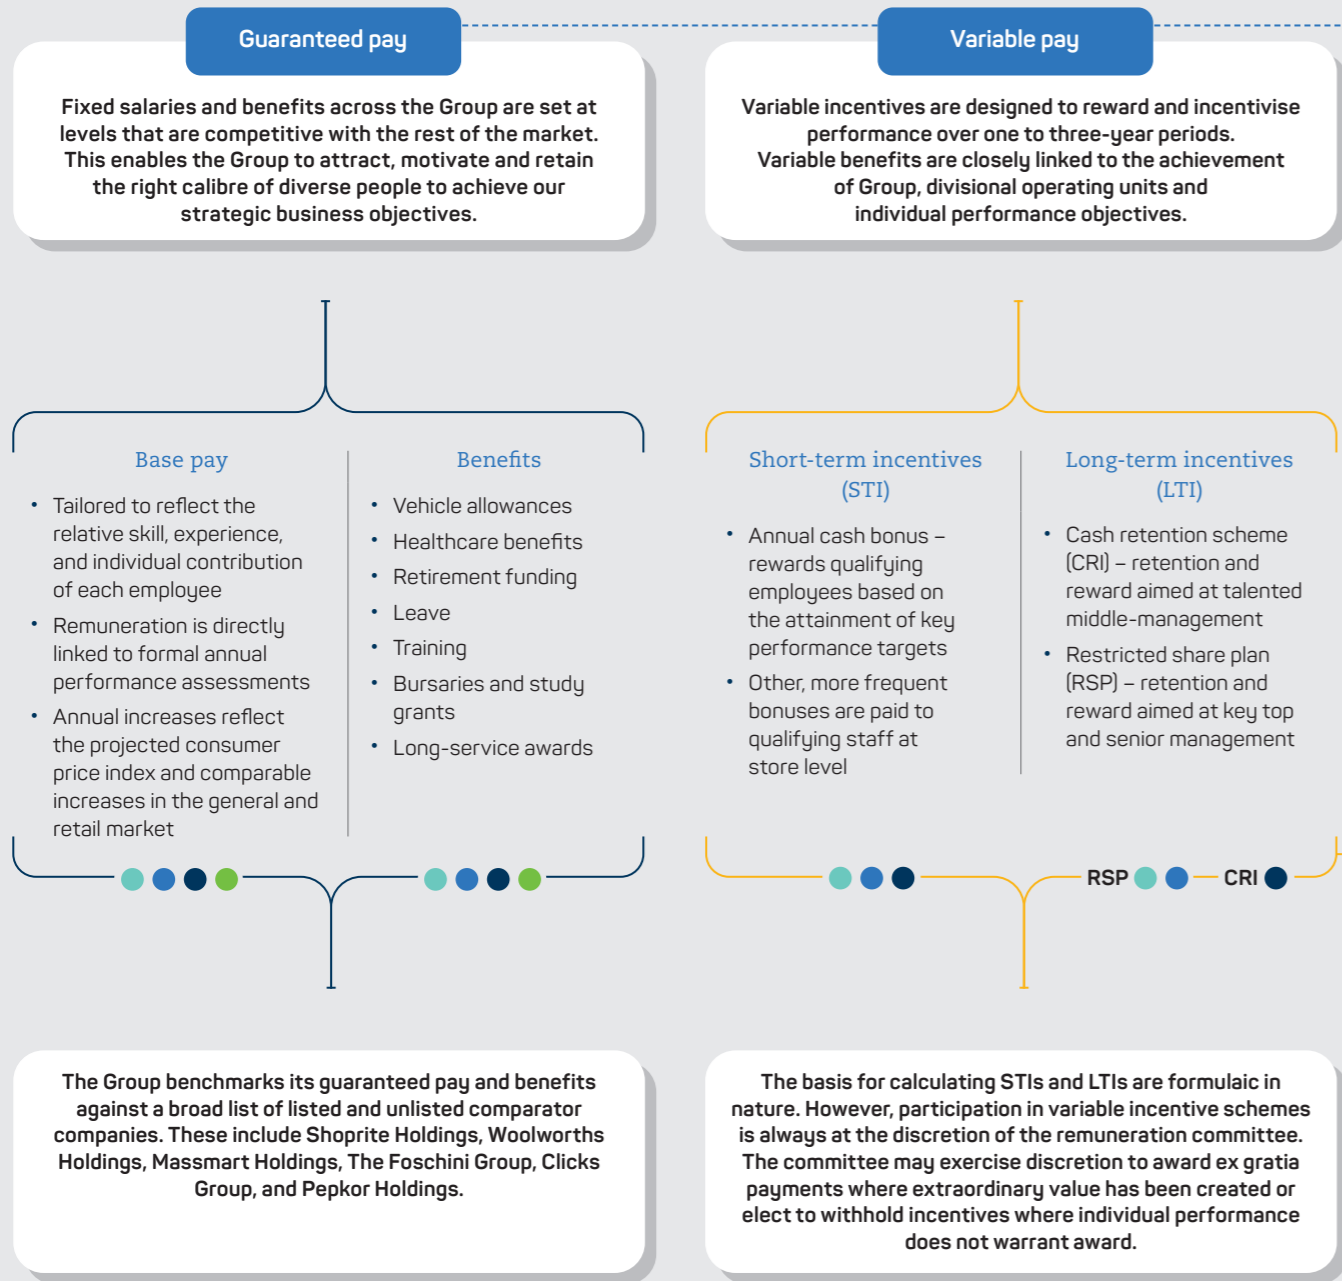 Guaranteed pay
Fixed salaries and benefits across the Group are set at
levels that are competitive with the rest of the market.
This enables the Group to attract, motivate and retain
the right calibre of diverse people to achieve our
strategic business objectives.
Variable pay
Variable incentives are designed to reward and incentivise
performance over one to three-year periods.
Variable benefits are closely linked to the achievement
of Group, divisional operating units and
individual performance objectives.
Base pay
• Tailored to reflect the
relative skill, experience,
and individual contribution
of each employee
• Remuneration is directly
linked to formal annual
performance assessments
• Annual increases reflect
the projected consumer
price index and comparable
increases in the general and
retail market
Benefits
• Vehicle allowances
• Healthcare benefits
• Retirement funding
• Leave
• Training
• Bursaries and study
grants
• Long-service awards
Short-term incentives
(STI)
• Annual cash bonus –
rewards qualifying
employees based on
the attainment of key
performance targets
• Other, more frequent
bonuses are paid to
qualifying staff at
store level
Long-term incentives
(LTI)
• Cash retention scheme
(CRI) – retention and
reward aimed at talented
middle-management
• Restricted share plan
(RSP) – retention and
reward aimed at key top
and senior management
RSP
CRI
The Group benchmarks its guaranteed pay and benefits
against a broad list of listed and unlisted comparator
companies. These include Shoprite Holdings, Woolworths
Holdings, Massmart Holdings, The Foschini Group, Clicks
Group, and Pepkor Holdings.
The basis for calculating STIs and LTIs are formulaic in
nature. However, participation in variable incentive schemes
is always at the discretion of the remuneration committee.
The committee may exercise discretion to award ex gratia
payments where extraordinary value has been created or
elect to withhold incentives where individual performance
does not warrant award.